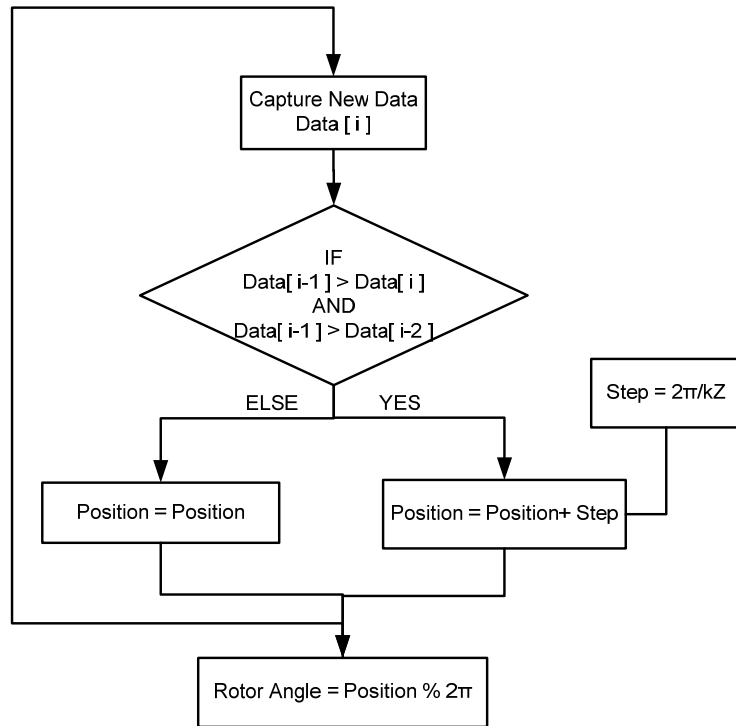 Capture New Data
Data [ i ]
IF
Data[ i-1 ] > Data[ i ]
AND
Data[ i-1 ] > Data[ i-2 ]
ELSE
YES
Step = 2π/kZ
Position = Position
Position = Position+ Step
Rotor Angle = Position % 2π